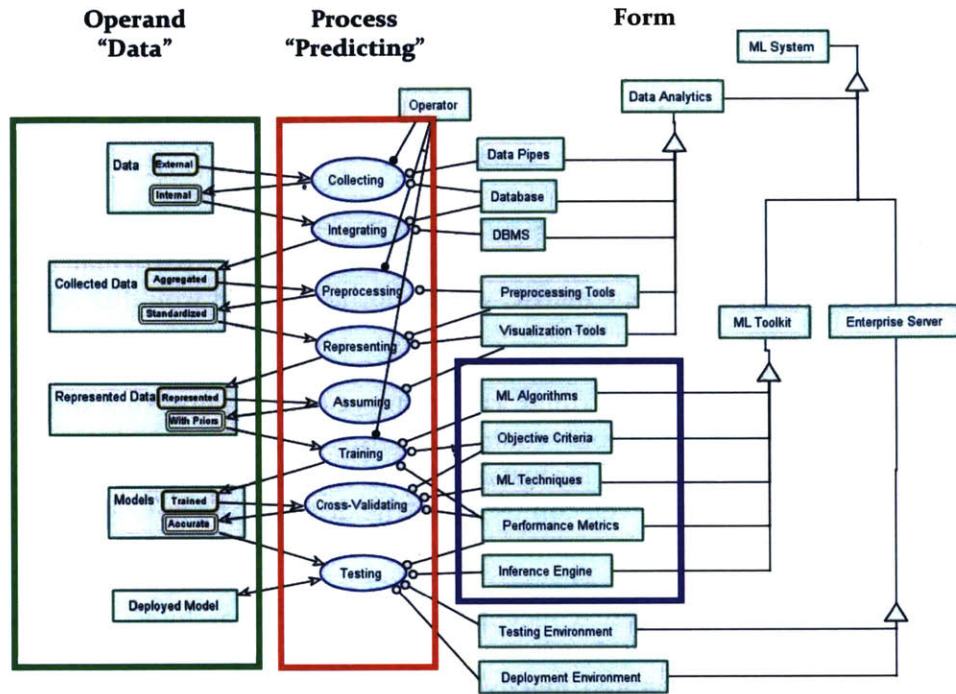 Operand
"Data"
Process
"Predicting"
Form
ML System
Data Analytics
Operator
Data
External
Internal
Collecting
Data Pipes
Database
Integrating
DBMS
Collected Data
Aggregated
Standardized
Preprocessing
Preprocessing Tools
Representing
Visualization Tools
ML Toolkit
Enterprise Server
Represented Data
Represented
With Priors
Assuming
ML Algorithms
Training
Objective Criteria
Models
Trained
Accurate
Cross-Validating
ML Techniques
Performance Metrics
Testing
Inference Engine
Deployed Model
Testing Environment
Deployment Environment